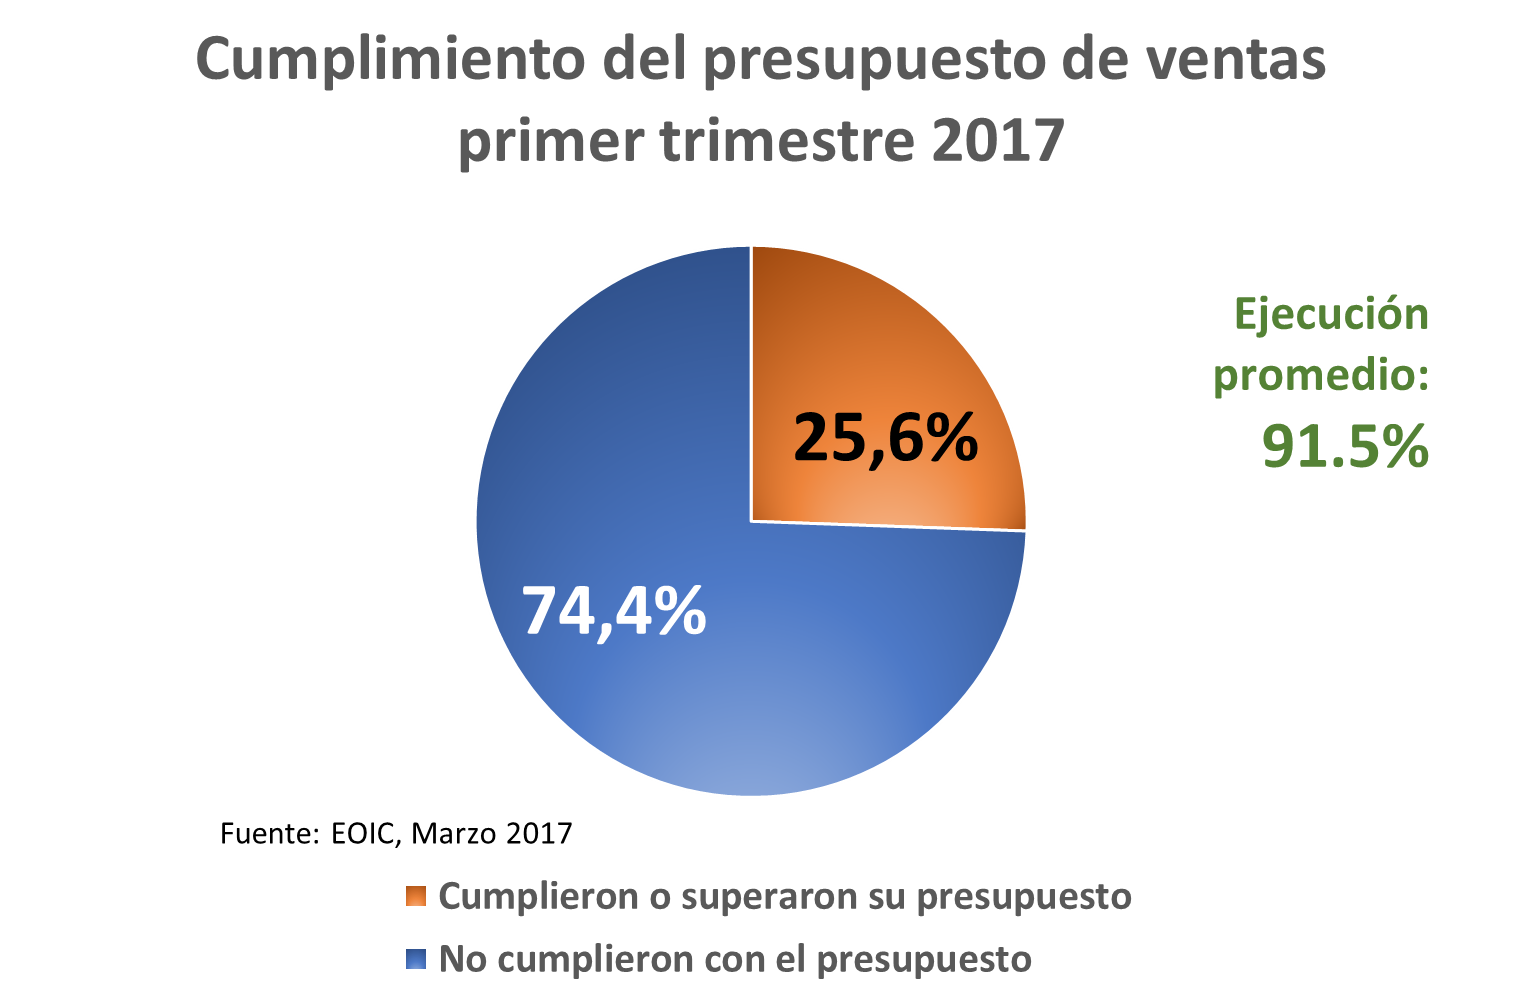 Cumplimiento del presupuesto de ventas
primer trimestre 2017
Ejecución
promedio:
91.5%
25,6%
74,4%
Fuente: EOIC, Marzo 2017
Cumplieron o superaron su presupuesto
No cumplieron con el presupuesto